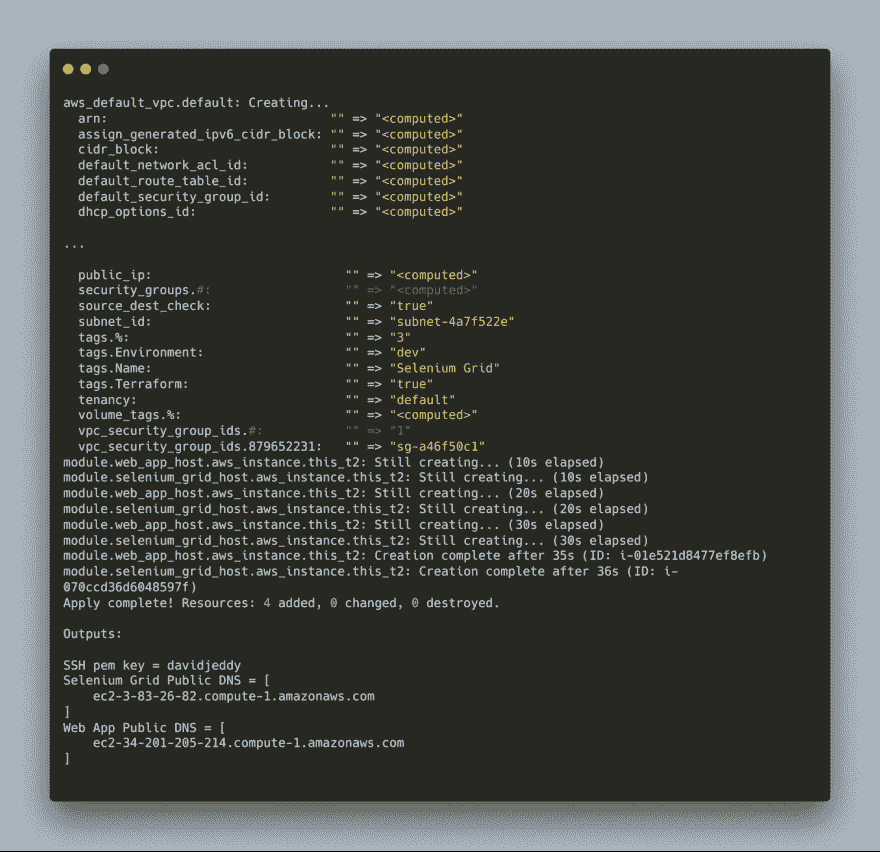 aws_default_vpc.default: Creating...
  arn:                              "" => "<computed>"
  assign_generated_ipv6_cidr_block: "" => "<computed>"
  cidr_block:                       "" => "<computed>"
  default_network_acl_id:           "" => "<computed>"
  default_route_table_id:           "" => "<computed>"
  default_security_group_id:        "" => "<computed>"
  dhcp_options_id:                  "" => "<computed>"
...
  public_ip:                          "" => "<computed>"
  security_groups.#:                  "" => "<computed>"
  source_dest_check:                  "" => "true"
  subnet_id:                          "" => "subnet-4a7f522e"
  tags.%:                             "" => "3"
  tags.Environment:                   "" => "dev"
  tags.Name:                          "" => "Selenium Grid"
  tags.Terraform:                     "" => "true"
  tenancy:                            "" => "default"
  volume_tags.%:                      "" => "<computed>"
  vpc_security_group_ids.#:           "" => "1"
  vpc_security_group_ids.879652231:   "" => "sg-a46f50c1"
module.web_app_host.aws_instance.this_t2: Still creating... (10s elapsed)
module.selenium_grid_host.aws_instance.this_t2: Still creating... (10s elapsed)
module.web_app_host.aws_instance.this_t2: Still creating... (20s elapsed)
module.selenium_grid_host.aws_instance.this_t2: Still creating... (20s elapsed)
module.web_app_host.aws_instance.this_t2: Still creating... (30s elapsed)
module.selenium_grid_host.aws_instance.this_t2: Still creating... (30s elapsed)
module.web_app_host.aws_instance.this_t2: Creation complete after 35s (ID: i-01e521d8477ef8efb)
module.selenium_grid_host.aws_instance.this_t2: Creation complete after 36s (ID: i-
070ccd36d6048597f)
Apply complete! Resources: 4 added, 0 changed, 0 destroyed.
Outputs:
SSH pem key = davidjeddy
Selenium Grid Public DNS = [
    ec2-3-83-26-82.compute-1.amazonaws.com
]
Web App Public DNS = [
    ec2-34-201-205-214.compute-1.amazonaws.com
]